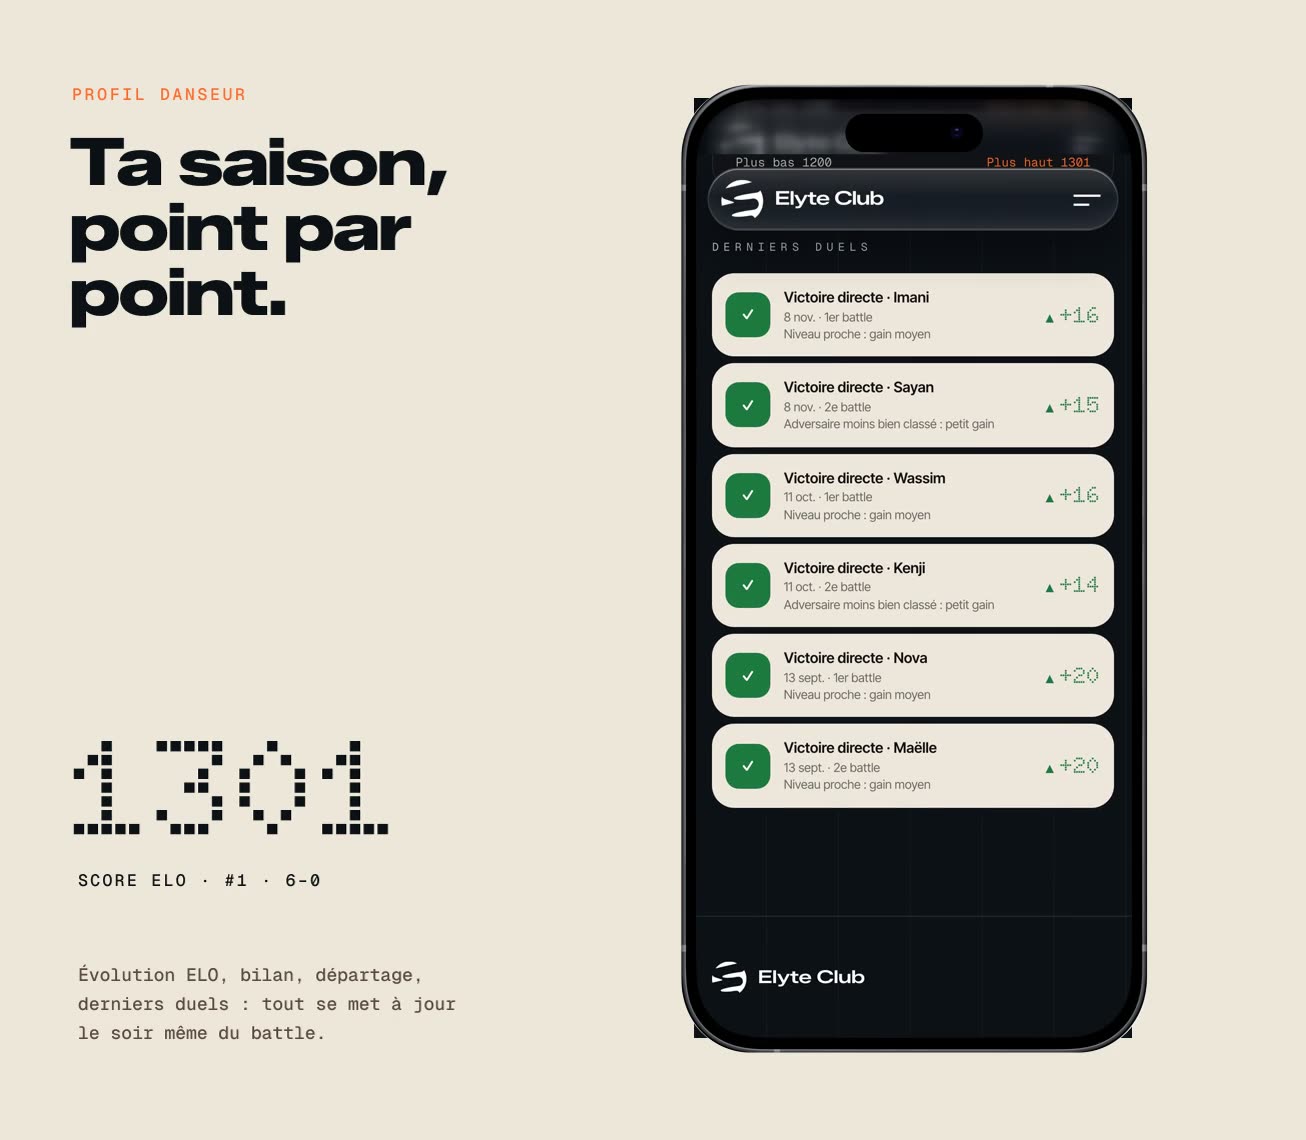 PROFIL DANSEUR
Ta saison,
point par
point.
1301
SCORE ELO · #1 · 6-0
Évolution ELO, bilan, départage,
derniers duels : tout se met à jour
le soir même du battle.
Plus bas 1200
Plus haut 1301
Elyte Club
DERNIERS DUELS
Victoire directe · Imani
8 nov. · 1er battle
Niveau proche : gain moyen
▲ +16
Victoire directe · Sayan
8 nov. · 2e battle
Adversaire moins bien classé : petit gain
▲ +15
Victoire directe · Wassim
11 oct. · 1er battle
Niveau proche : gain moyen
▲ +16
Victoire directe · Kenji
11 oct. · 2e battle
Adversaire moins bien classé : petit gain
▲ +14
Victoire directe · Nova
13 sept. · 1er battle
Niveau proche : gain moyen
▲ +20
Victoire directe · Maëlle
13 sept. · 2e battle
Niveau proche : gain moyen
▲ +20
Elyte Club